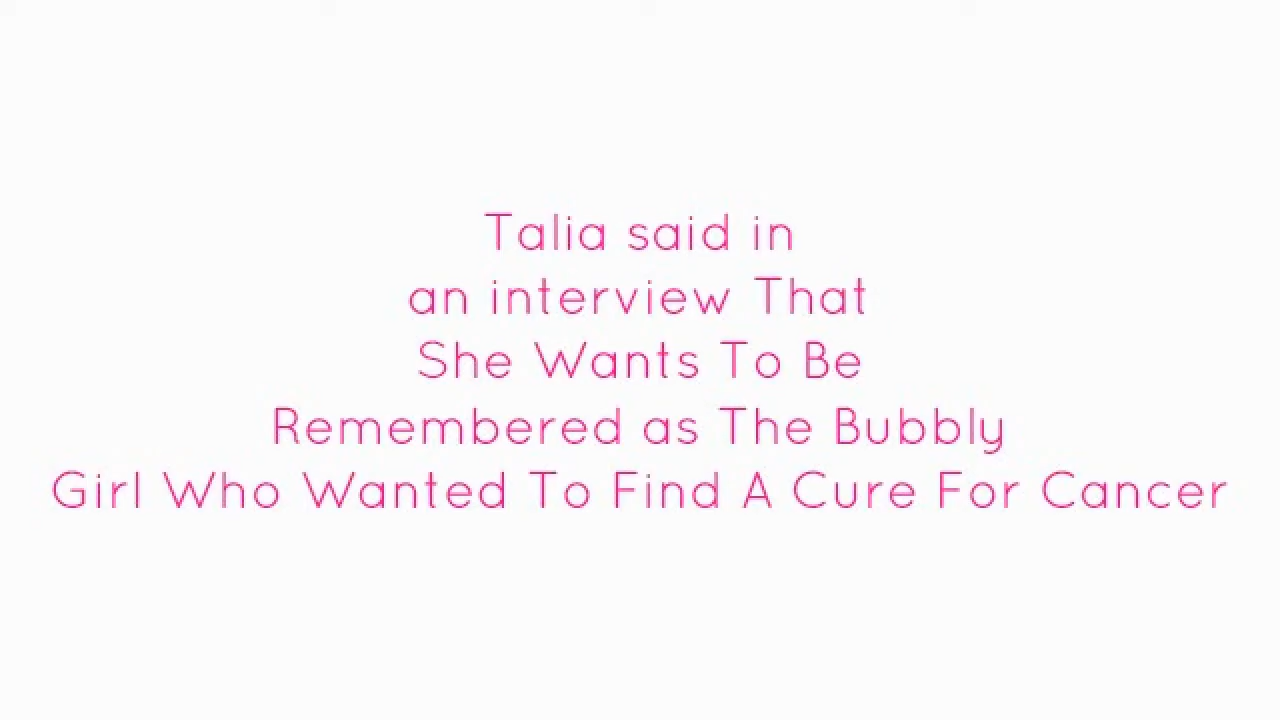 Talia said in
an interview That
She Wants To Be
Remembered as The Bubbly
Girl Who Wanted To Find A Cure For Cancer